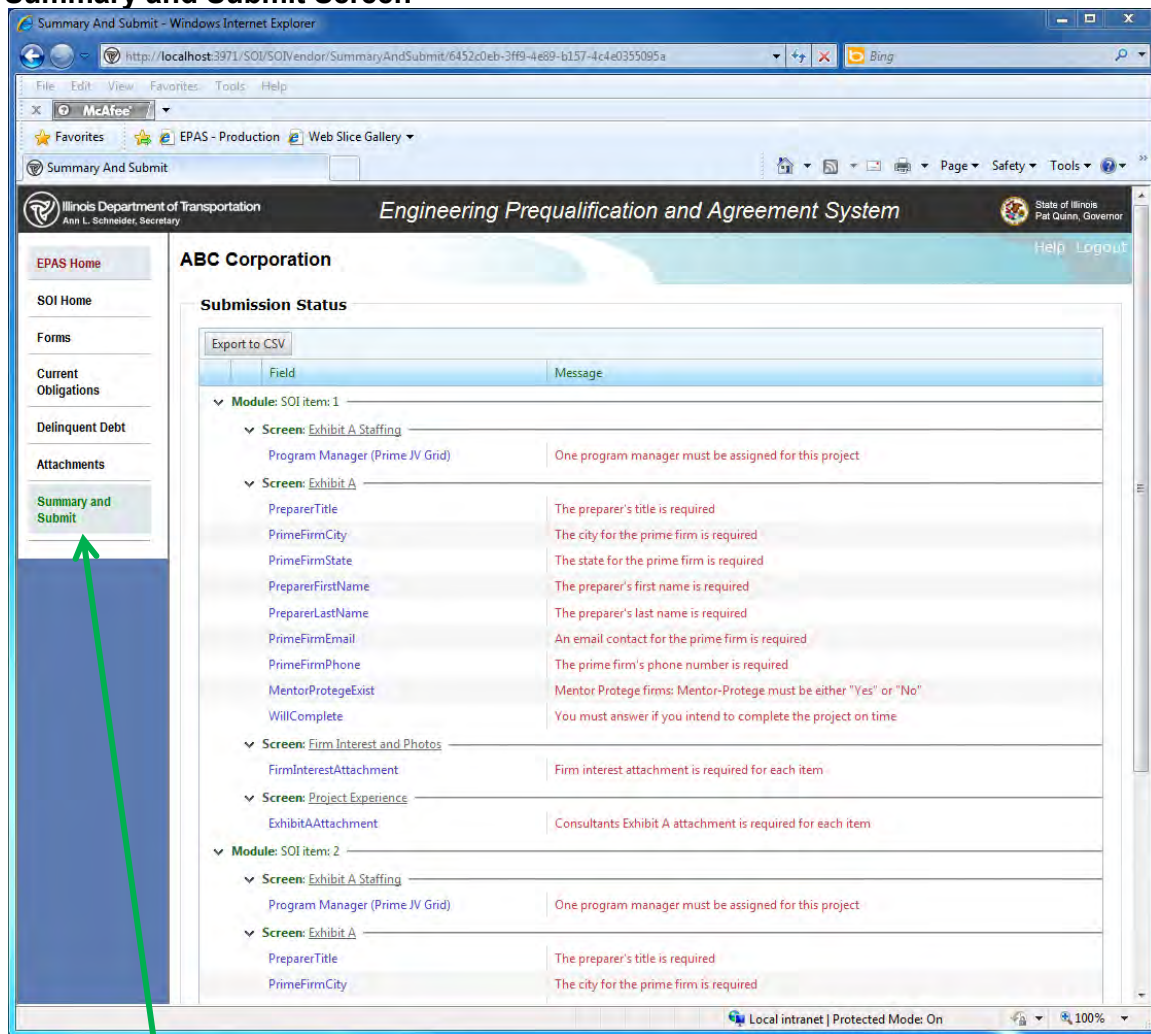 Summary and Submit Screen
Summary And Submit - Windows Internet Explorer
http://localhost:3971/SOI/SOIVendor/SummaryAndSubmit/6452c0eb-3ff9-4e89-b157-4c4e0355095a
Bing
File Edit View Favorites Tools Help
x McAfee
Favorites EPAS - Production Web Slice Gallery
Summary And Submit
Page Safety Tools
Illinois Department of Transportation
Ann L. Schneider, Secretary
Engineering Prequalification and Agreement System
State of Illinois
Pat Quinn, Governor
Help Logout
EPAS Home
SOI Home
Forms
Current
Obligations
Delinquent Debt
Attachments
Summary and
Submit
ABC Corporation
Submission Status
Export to CSV
Field Message
Module: SOI item: 1
Screen: Exhibit A Staffing
Program Manager (Prime JV Grid) One program manager must be assigned for this project
Screen: Exhibit A
PreparerTitle The preparer's title is required
PrimeFirmCity The city for the prime firm is required
PrimeFirmState The state for the prime firm is required
PreparerFirstName The preparer's first name is required
PreparerLastName The preparer's last name is required
PrimeFirmEmail An email contact for the prime firm is required
PrimeFirmPhone The prime firm's phone number is required
MentorProtegeExist Mentor Protege firms: Mentor-Protege must be either "Yes" or "No"
WillComplete You must answer if you intend to complete the project on time
Screen: Firm Interest and Photos
FirmInterestAttachment Firm interest attachment is required for each item
Screen: Project Experience
ExhibitAAttachment Consultants Exhibit A attachment is required for each item
Module: SOI item: 2
Screen: Exhibit A Staffing
Program Manager (Prime JV Grid) One program manager must be assigned for this project
Screen: Exhibit A
PreparerTitle The preparer's title is required
PrimeFirmCity The city for the prime firm is required
Local intranet | Protected Mode: On 100%